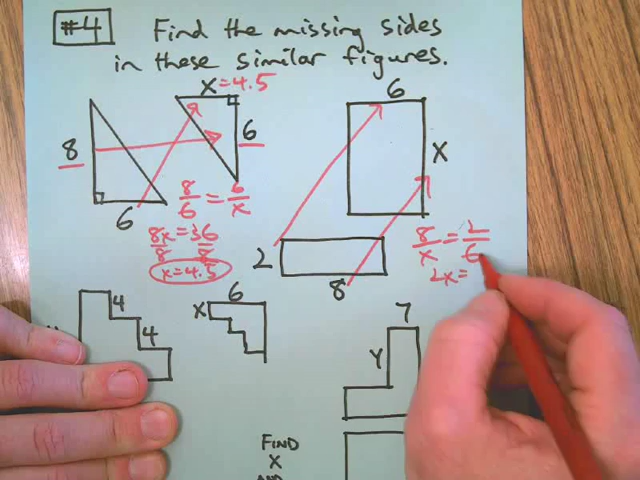 #4 Find the missing sides
in these similar figures.
x = 4.5
6
8
6
x
6
8/6 = 6/x
8x = 36
8 8
x = 4.5
2
8
8/x = 2/6
2x =
4
4
6
x
7
Y
FIND
X
AND